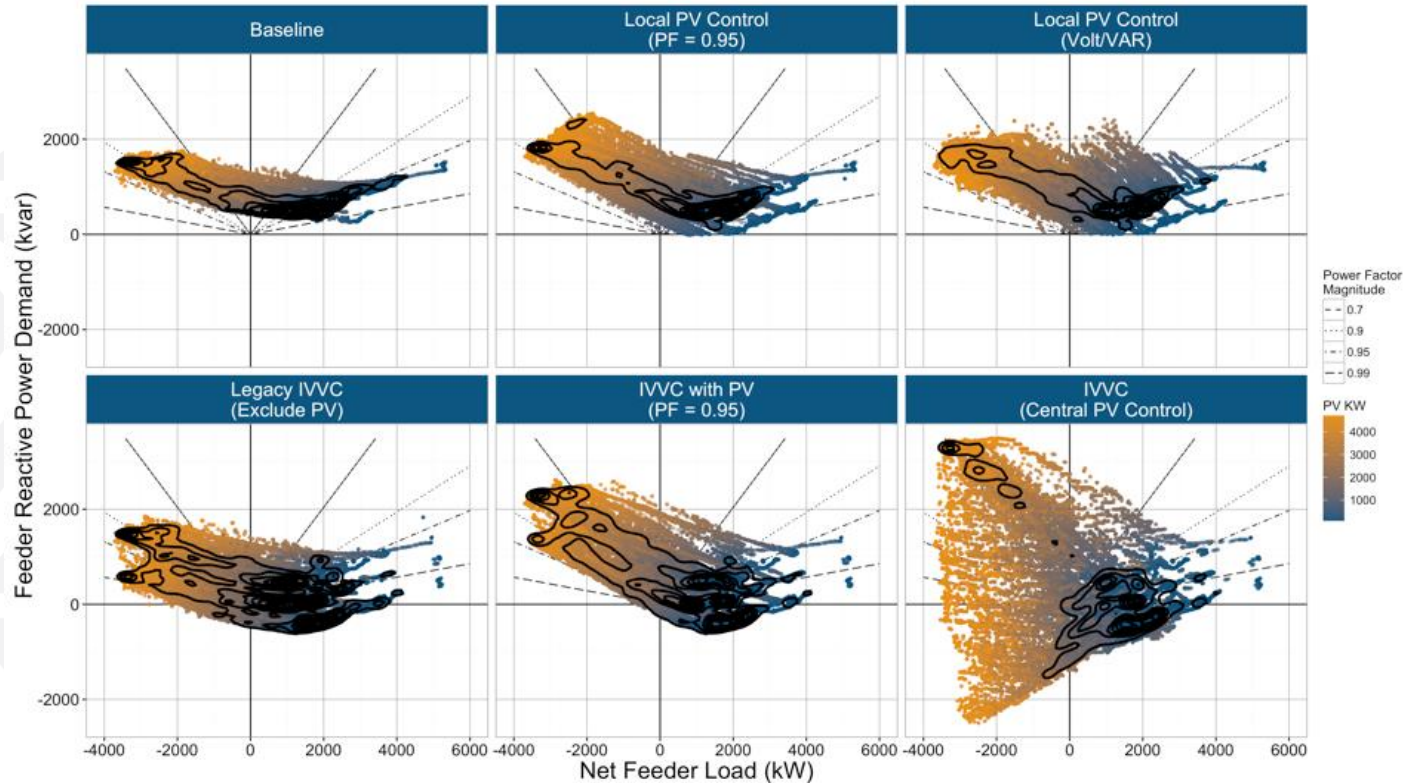 Baseline
Local PV Control
(PF = 0.95)
Local PV Control
(Volt/VAR)
2000
0
-2000
Legacy IVVC
(Exclude PV)
IVVC with PV
(PF = 0.95)
IVVC
(Central PV Control)
2000
0
-2000
-4000 -2000 0 2000 4000 6000
-4000 -2000 0 2000 4000 6000
-4000 -2000 0 2000 4000 6000
Net Feeder Load (kW)
Feeder Reactive Power Demand (kvar)
Power Factor
Magnitude
0.7
0.9
0.95
0.99
PV KW
4000
3000
2000
1000